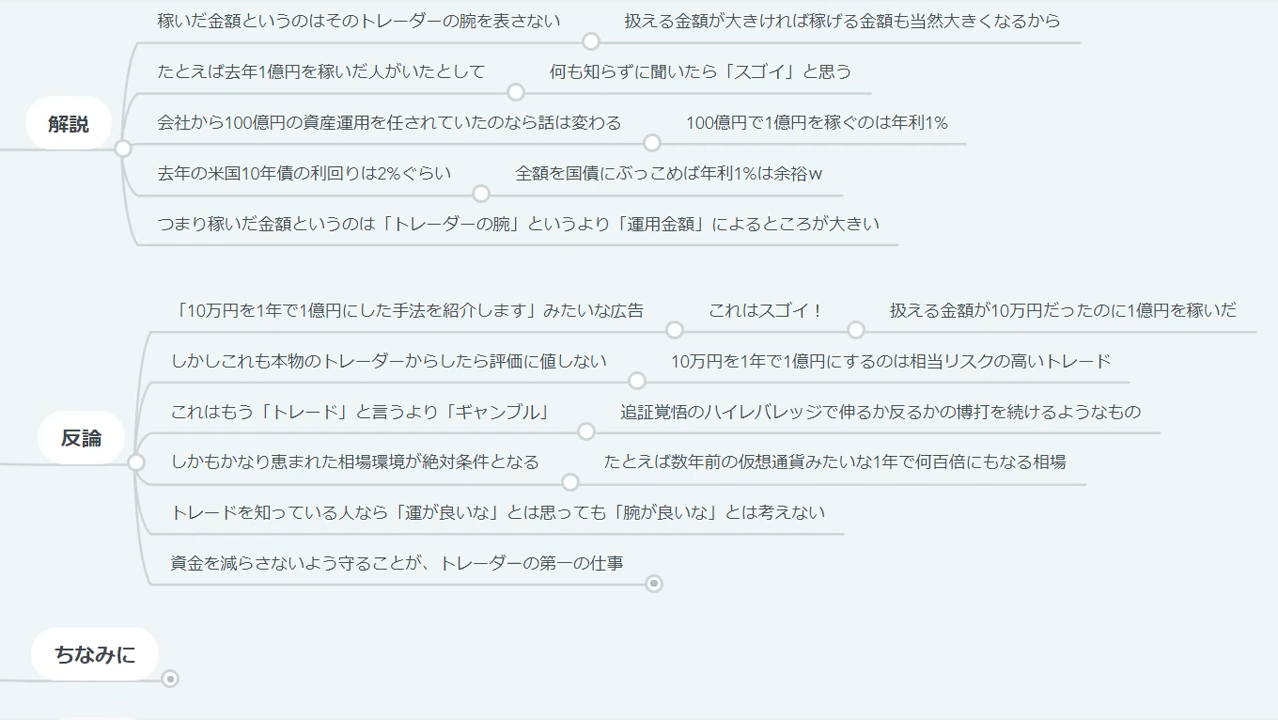 稼いだ金額というのはそのトレーダーの腕を表さない 扱える金額が大きければ稼げる金額も当然大きくなるから
たとえば去年1億円を稼いだ人がいたとして 何も知らずに聞いたら「スゴイ」と思う
解説
会社から100億円の資産運用を任されていたのなら話は変わる 100億円で1億円を稼ぐのは年利1%
去年の米国10年債の利回りは2%ぐらい 全額を国債にぶっこめば年利1%は余裕w
つまり稼いだ金額というのは「トレーダーの腕」というより「運用金額」によるところが大きい
「10万円を1年で1億円にした手法を紹介します」みたいな広告 これはスゴイ！ 扱える金額が10万円だったのに1億円を稼いだ
しかしこれも本物のトレーダーからしたら評価に値しない 10万円を1年で1億円にするのは相当リスクの高いトレード
これはもう「トレード」と言うより「ギャンブル」 追証覚悟のハイレバレッジで伸るか反るかの博打を続けるようなもの
反論
しかもかなり恵まれた相場環境が絶対条件となる たとえば数年前の仮想通貨みたいな1年で何百倍にもなる相場
トレードを知っている人なら「運が良いな」とは思っても「腕が良いな」とは考えない
資金を減らさないよう守ることが、トレーダーの第一の仕事
ちなみに